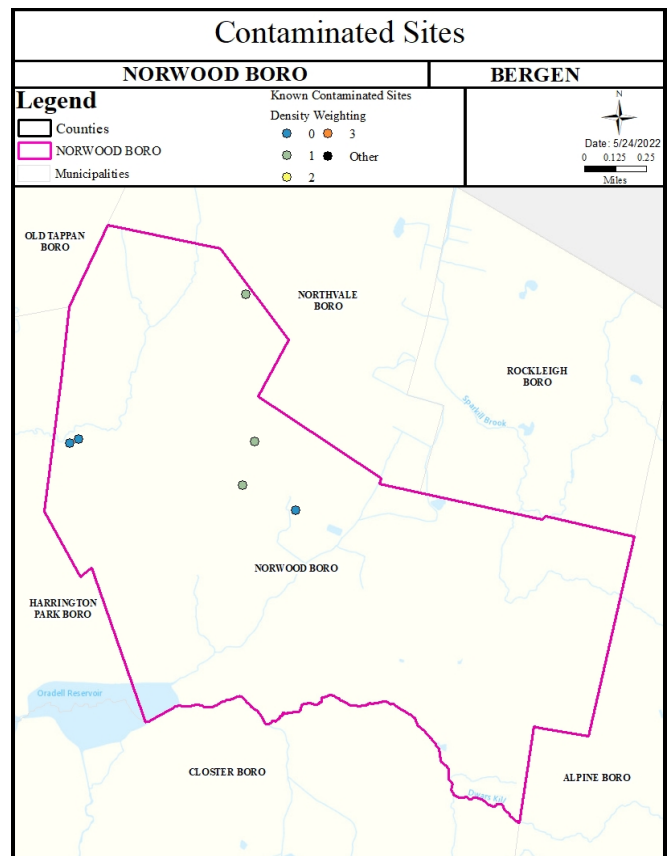 Contaminated Sites
NORWOOD BORO
BERGEN
Legend
Counties
NORWOOD BORO
Municipalities
Known Contaminated Sites
Density Weighting
0
3
1
Other
2
N
Date: 5/24/2022
0 0.125 0.25
Miles
OLD TAPPAN
BORO
NORTHVALE
BORO
ROCKLEIGH
BORO
Sparkill Brook
NORWOOD BORO
HARRINGTON
PARK BORO
Oradell Reservoir
CLOSTER BORO
ALPINE BORO